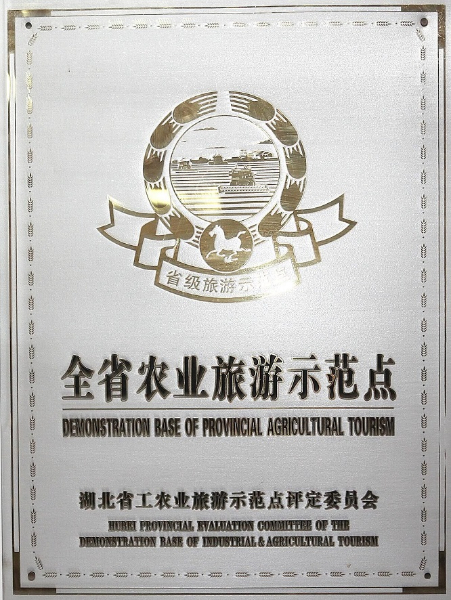 省级旅游示范点
全省农业旅游示范点
DEMONSTRATION BASE OF PROVINCIAL AGRICULTURAL TOURISM
湖北省工农业旅游示范点评定委员会
HUBEI PROVINCIAL EVALUATION COMMITTEE OF THE
DEMONSTRATION BASE OF INDUSTRIAL & AGRICULTURAL TOURISM